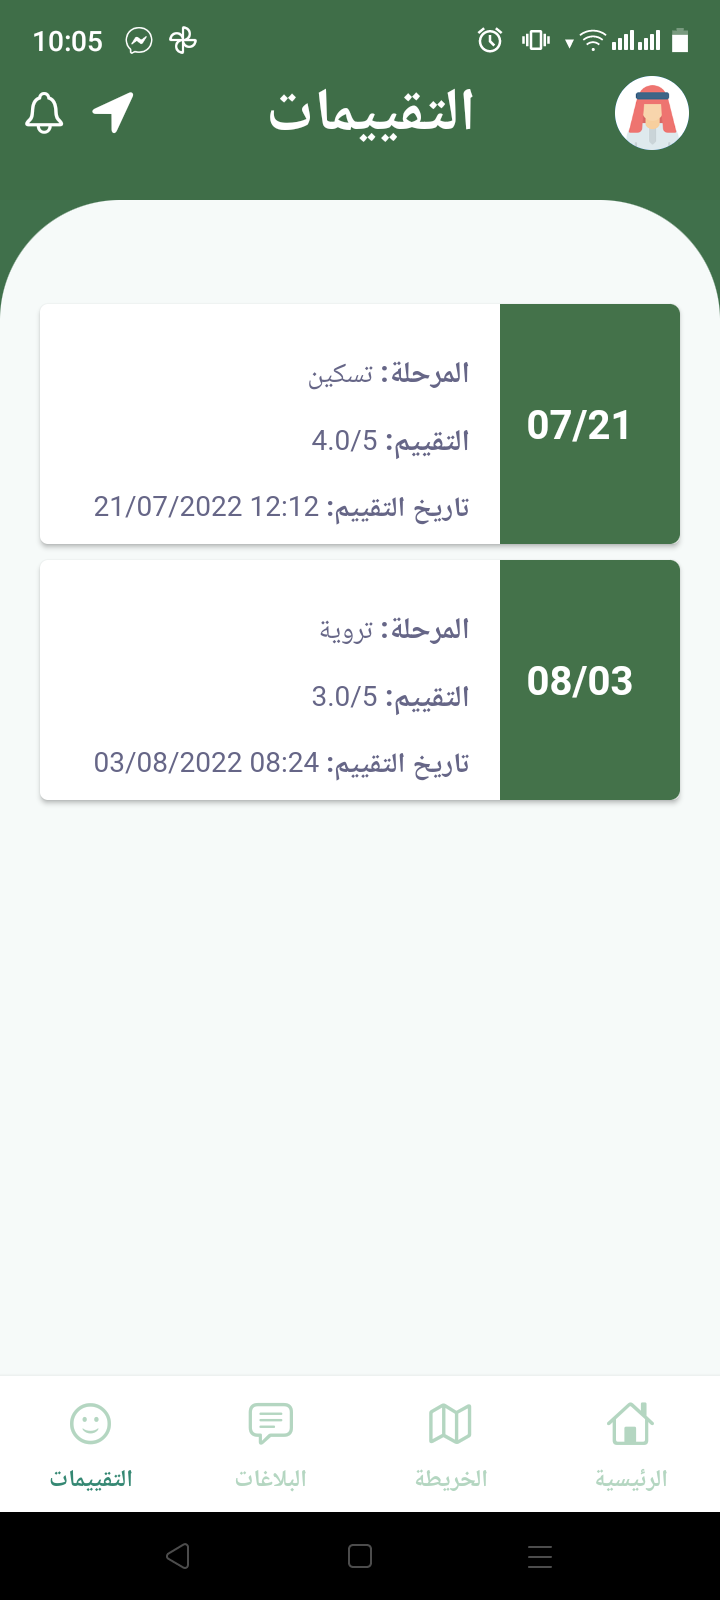 10:05
التقييمات
07/21
المرحلة: تسكين
التقييم: 4.0/5
تاريخ التقييم: 21/07/2022 12:12
08/03
المرحلة: تروية
التقييم: 3.0/5
تاريخ التقييم: 03/08/2022 08:24
الرئيسية الخريطة البلاغات التقييمات